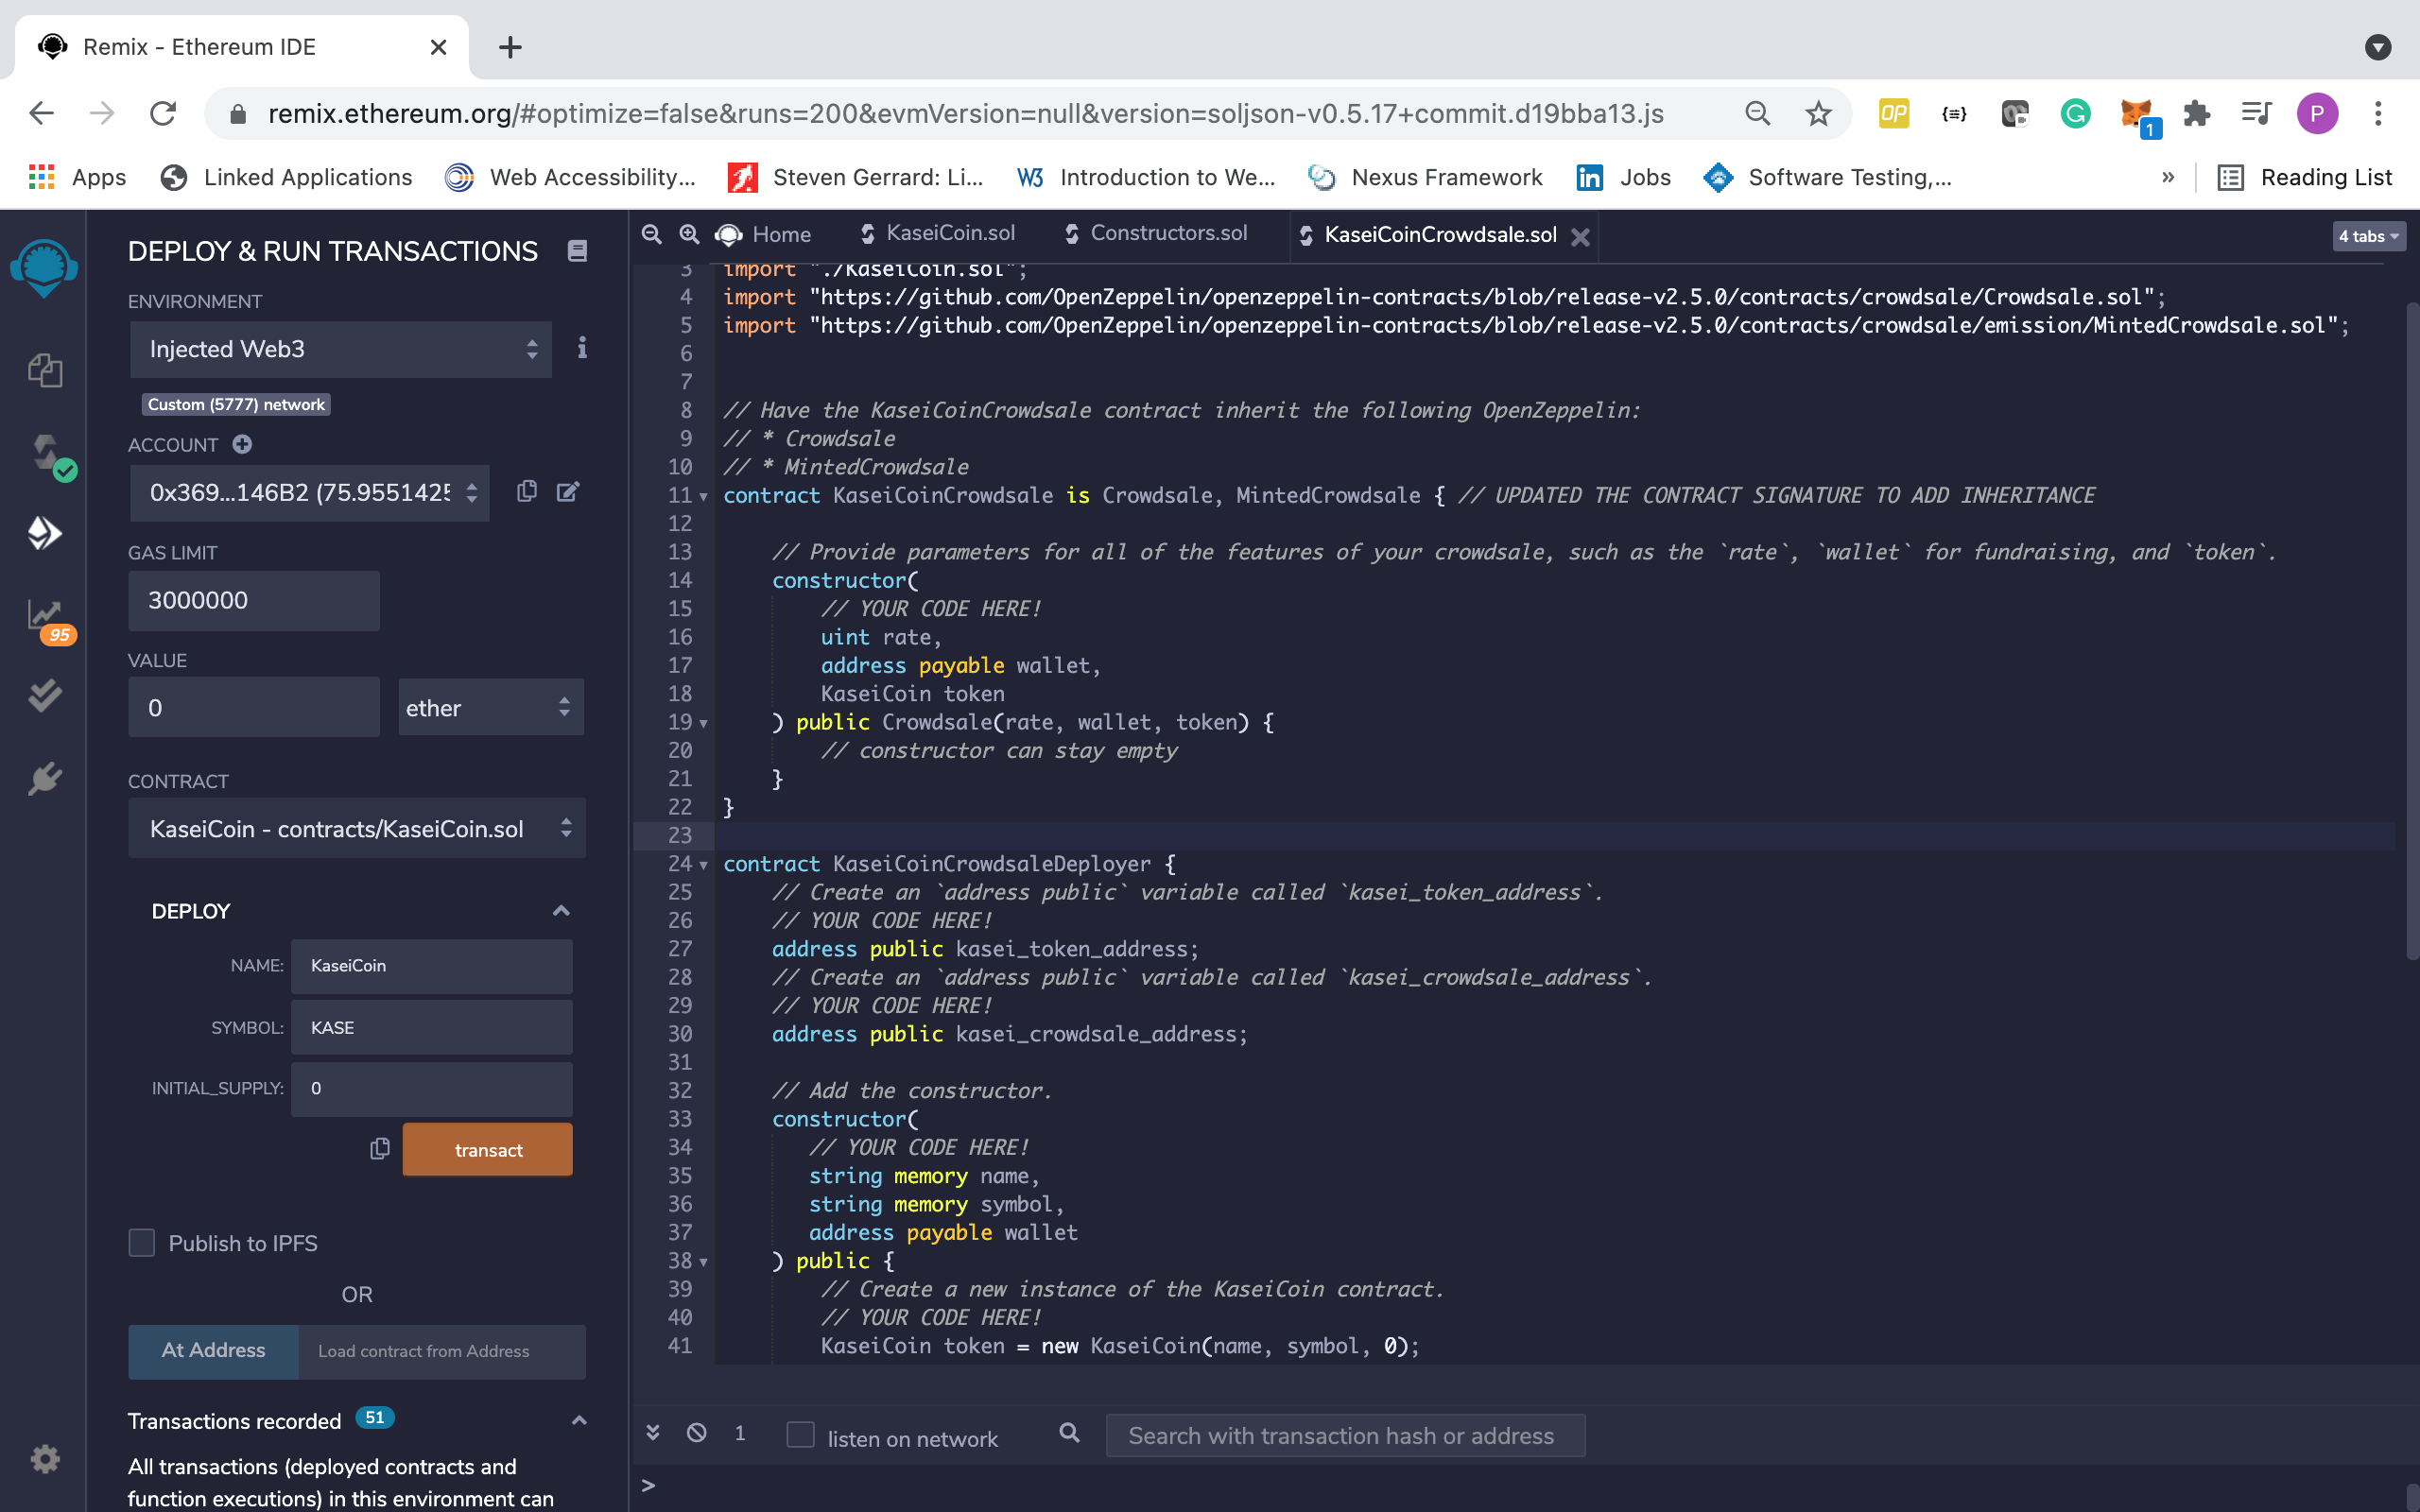 Remix - Ethereum IDE
remix.ethereum.org/#optimize=false&runs=200&evmVersion=null&version=soljson-v0.5.17+commit.d19bba13.js
OP
{≡}
G
1
P
Apps
Linked Applications
Web Accessibility...
Steven Gerrard: Li...
W3 Introduction to We...
Nexus Framework
in Jobs
Software Testing,...
»
Reading List
DEPLOY & RUN TRANSACTIONS
ENVIRONMENT
Injected Web3
i
Custom (5777) network
ACCOUNT
0x369...146B2 (75.9551425
GAS LIMIT
3000000
95
VALUE
0
ether
CONTRACT
KaseiCoin - contracts/KaseiCoin.sol
DEPLOY
NAME: KaseiCoin
SYMBOL: KASE
INITIAL_SUPPLY: 0
transact
Publish to IPFS
OR
At Address
Load contract from Address
Transactions recorded 51
All transactions (deployed contracts and
function executions) in this environment can
Home
KaseiCoin.sol
Constructors.sol
KaseiCoinCrowdsale.sol
4 tabs
3 import "./KaseiCoin.sol";
4 import "https://github.com/OpenZeppelin/openzeppelin-contracts/blob/release-v2.5.0/contracts/crowdsale/Crowdsale.sol";
5 import "https://github.com/OpenZeppelin/openzeppelin-contracts/blob/release-v2.5.0/contracts/crowdsale/emission/MintedCrowdsale.sol";
6
7
8 // Have the KaseiCoinCrowdsale contract inherit the following OpenZeppelin:
9 // * Crowdsale
10 // * MintedCrowdsale
11 contract KaseiCoinCrowdsale is Crowdsale, MintedCrowdsale { // UPDATED THE CONTRACT SIGNATURE TO ADD INHERITANCE
12
13 // Provide parameters for all of the features of your crowdsale, such as the `rate`, `wallet` for fundraising, and `token`.
14 constructor(
15 // YOUR CODE HERE!
16 uint rate,
17 address payable wallet,
18 KaseiCoin token
19 ) public Crowdsale(rate, wallet, token) {
20 // constructor can stay empty
21 }
22 }
23
24 contract KaseiCoinCrowdsaleDeployer {
25 // Create an `address public` variable called `kasei_token_address`.
26 // YOUR CODE HERE!
27 address public kasei_token_address;
28 // Create an `address public` variable called `kasei_crowdsale_address`.
29 // YOUR CODE HERE!
30 address public kasei_crowdsale_address;
31
32 // Add the constructor.
33 constructor(
34 // YOUR CODE HERE!
35 string memory name,
36 string memory symbol,
37 address payable wallet
38 ) public {
39 // Create a new instance of the KaseiCoin contract.
40 // YOUR CODE HERE!
41 KaseiCoin token = new KaseiCoin(name, symbol, 0);
1
listen on network
Search with transaction hash or address
>